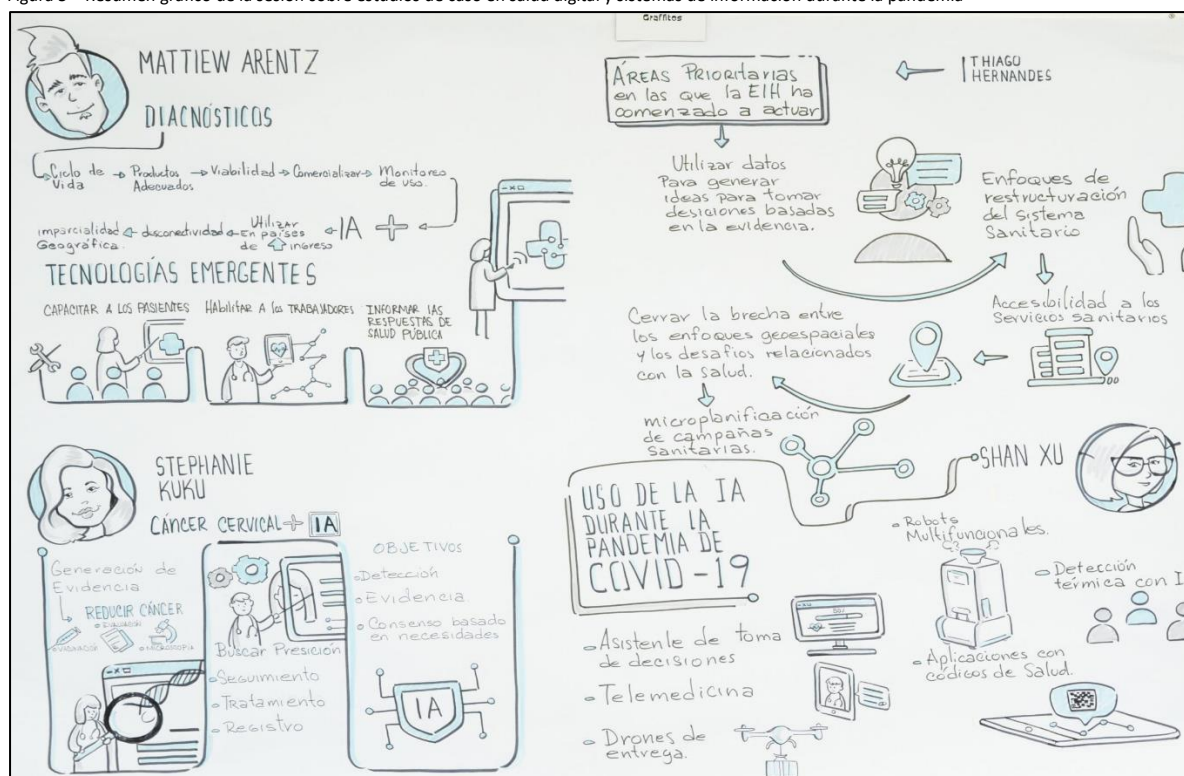 Graffitos
MATTIEW ARENTZ
DIAGNÓSTICOS
Ciclo de Vida → Productos Adecuados → Viabilidad → Comercializar → Monitoreo de uso.
imparcialidad Geográfica. ← desconectividad ← Utilizar En países de ingreso ← IA +
TECNOLOGÍAS EMERGENTES
CAPACITAR A LOS PASIENTES
Habilitar A los TRABAJADORES
INFORMAR LAS
RESPUESTAS DE
SALUD PÚBLICA
ÁREAS PRIORITARIAS
en las que la EIH ha
comenzado a actuar
THIAGO
HERNANDES
Utilizar datos
Para generar
ideas para tomar
desiciones basadas
en la evidencia.
Enfoques de
restructuración
del sistema
Sanitario
Accesibilidad a los
Servicios sanitarios
Cerrar la brecha entre
los enfoques geoespaciales
y los desafíos relacionados
con la salud.
microplanificación
de campañas
sanitarias.
STEPHANIE
KUKU
CÁNCER CERVICAL + IA
Generación de
Evidencia
REDUCIR CÁNCER
EVALUACIÓN
MICROSCOPIA
Buscar Presición
Seguimiento
Tratamiento
Registro
OBJETIVOS
Detección
Evidencia
Consenso basado
en necesidades
IA
SHAN XU
USO DE LA IA
DURANTE LA
PANDEMIA DE
COVID-19
Asistenle de toma
de decisiones
Telemedicina
Drones de
entrega.
Robots
Multifuncionales.
Detección
térmica con I
Aplicaciones con
códigos de Salud.